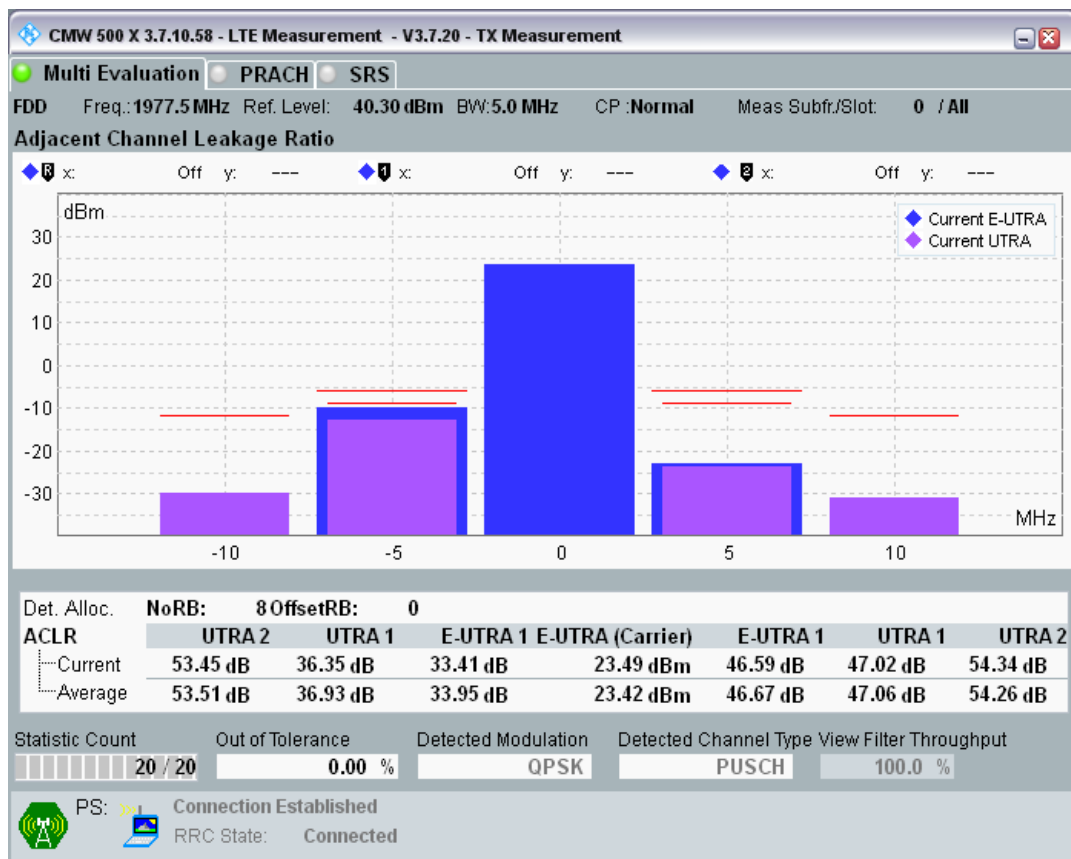 CMW 500 X 3.7.10.58 - LTE Measurement - V3.7.20 - TX Measurement
Multi Evaluation PRACH SRS
FDD Freq.:1977.5 MHz Ref. Level: 40.30 dBm BW:5.0 MHz CP :Normal Meas Subfr./Slot: 0 / All
Adjacent Channel Leakage Ratio
R x: Off y: --- 1 x: Off y: --- 2 x: Off y: ---
dBm
Current E-UTRA
Current UTRA
30
20
10
0
-10
-20
-30
MHz
-10 -5 0 5 10
Det. Alloc. NoRB: 8 OffsetRB: 0
ACLR UTRA 2 UTRA 1 E-UTRA 1 E-UTRA (Carrier) E-UTRA 1 UTRA 1 UTRA 2
Current 53.45 dB 36.35 dB 33.41 dB 23.49 dBm 46.59 dB 47.02 dB 54.34 dB
Average 53.51 dB 36.93 dB 33.95 dB 23.42 dBm 46.67 dB 47.06 dB 54.26 dB
Statistic Count Out of Tolerance Detected Modulation Detected Channel Type View Filter Throughput
20 / 20 0.00 % QPSK PUSCH 100.0 %
PS: Connection Established
RRC State: Connected